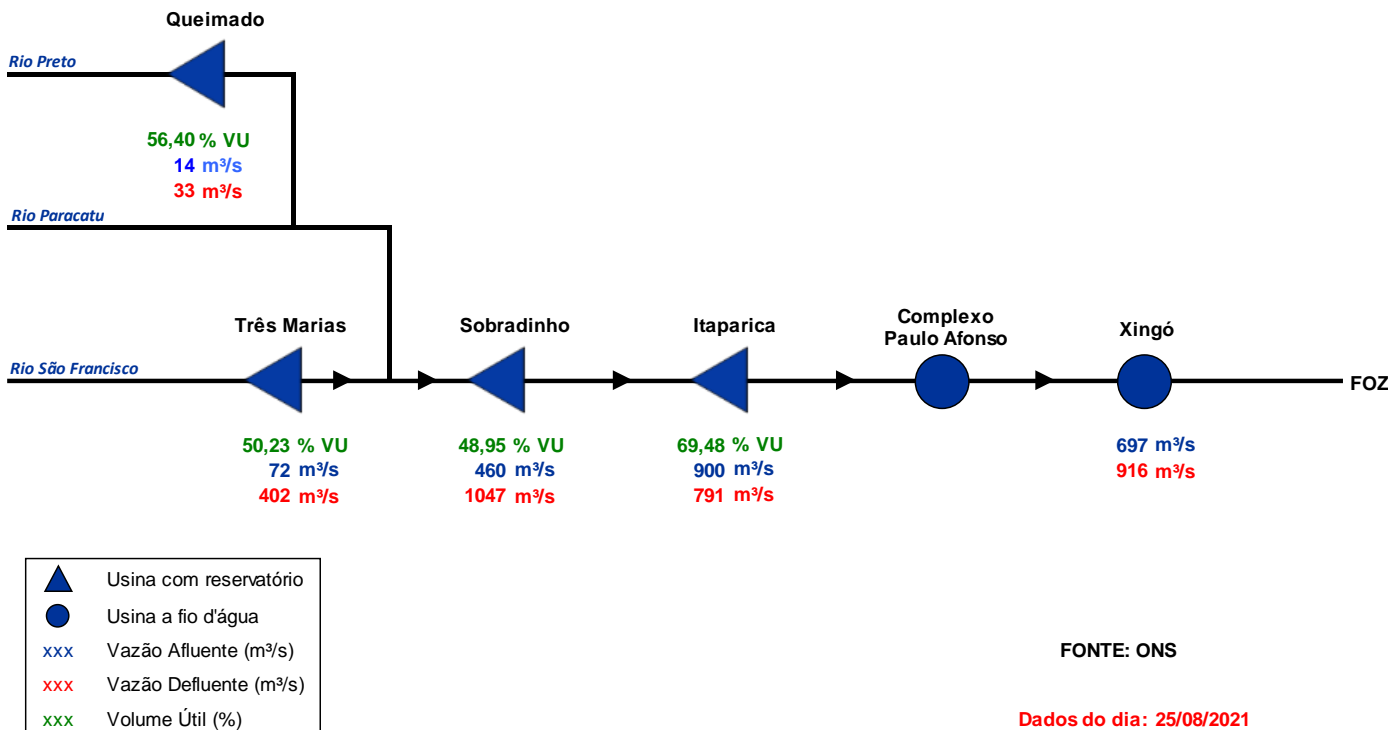 Queimado
Rio Preto
56,40 % VU
14 m³/s
33 m³/s
Rio Paracatu
Três Marias
Sobradinho
Itaparica
Complexo
Paulo Afonso
Xingó
Rio São Francisco
FOZ
50,23 % VU
72 m³/s
402 m³/s
48,95 % VU
460 m³/s
1047 m³/s
69,48 % VU
900 m³/s
791 m³/s
697 m³/s
916 m³/s
Usina com reservatório
Usina a fio d'água
xxx Vazão Afluente (m³/s)
xxx Vazão Defluente (m³/s)
xxx Volume Útil (%)
FONTE: ONS
Dados do dia: 25/08/2021